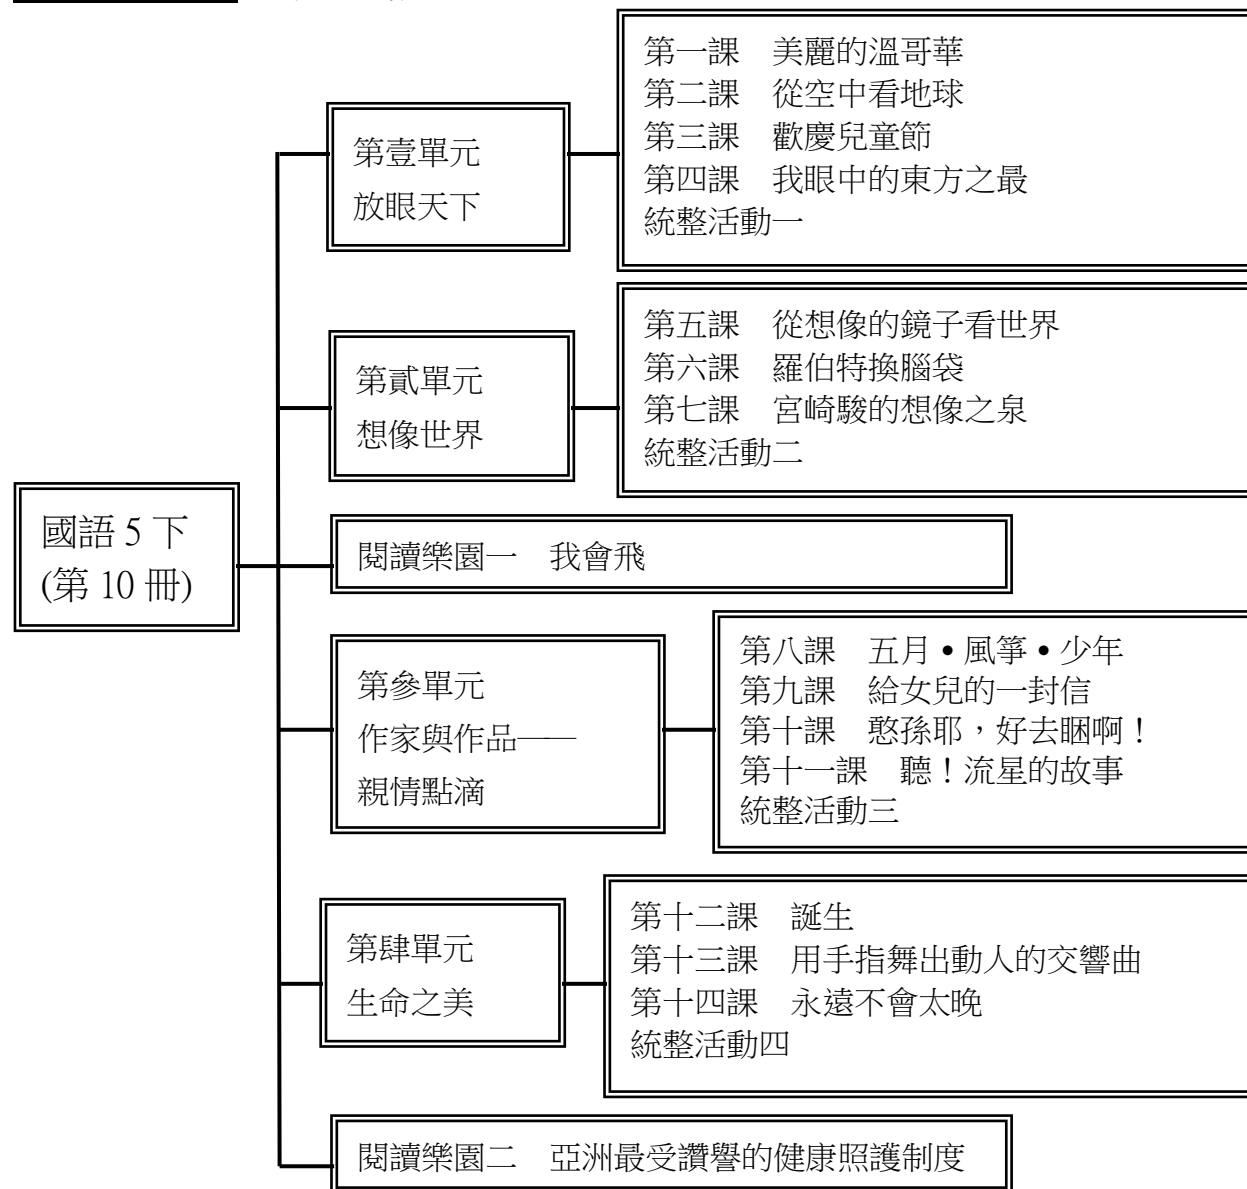 第壹單元
放眼天下
第一課　美麗的溫哥華
第二課　從空中看地球
第三課　歡慶兒童節
第四課　我眼中的東方之最
統整活動一
第貳單元
想像世界
第五課　從想像的鏡子看世界
第六課　羅伯特換腦袋
第七課　宮崎駿的想像之泉
統整活動二
國語 5 下
(第 10 冊)
閱讀樂園一　我會飛
第參單元
作家與作品——
親情點滴
第八課　五月•風箏•少年
第九課　給女兒的一封信
第十課　憨孫耶，好去睏啊！
第十一課　聽！流星的故事
統整活動三
第肆單元
生命之美
第十二課　誕生
第十三課　用手指舞出動人的交響曲
第十四課　永遠不會太晚
統整活動四
閱讀樂園二　亞洲最受讚譽的健康照護制度